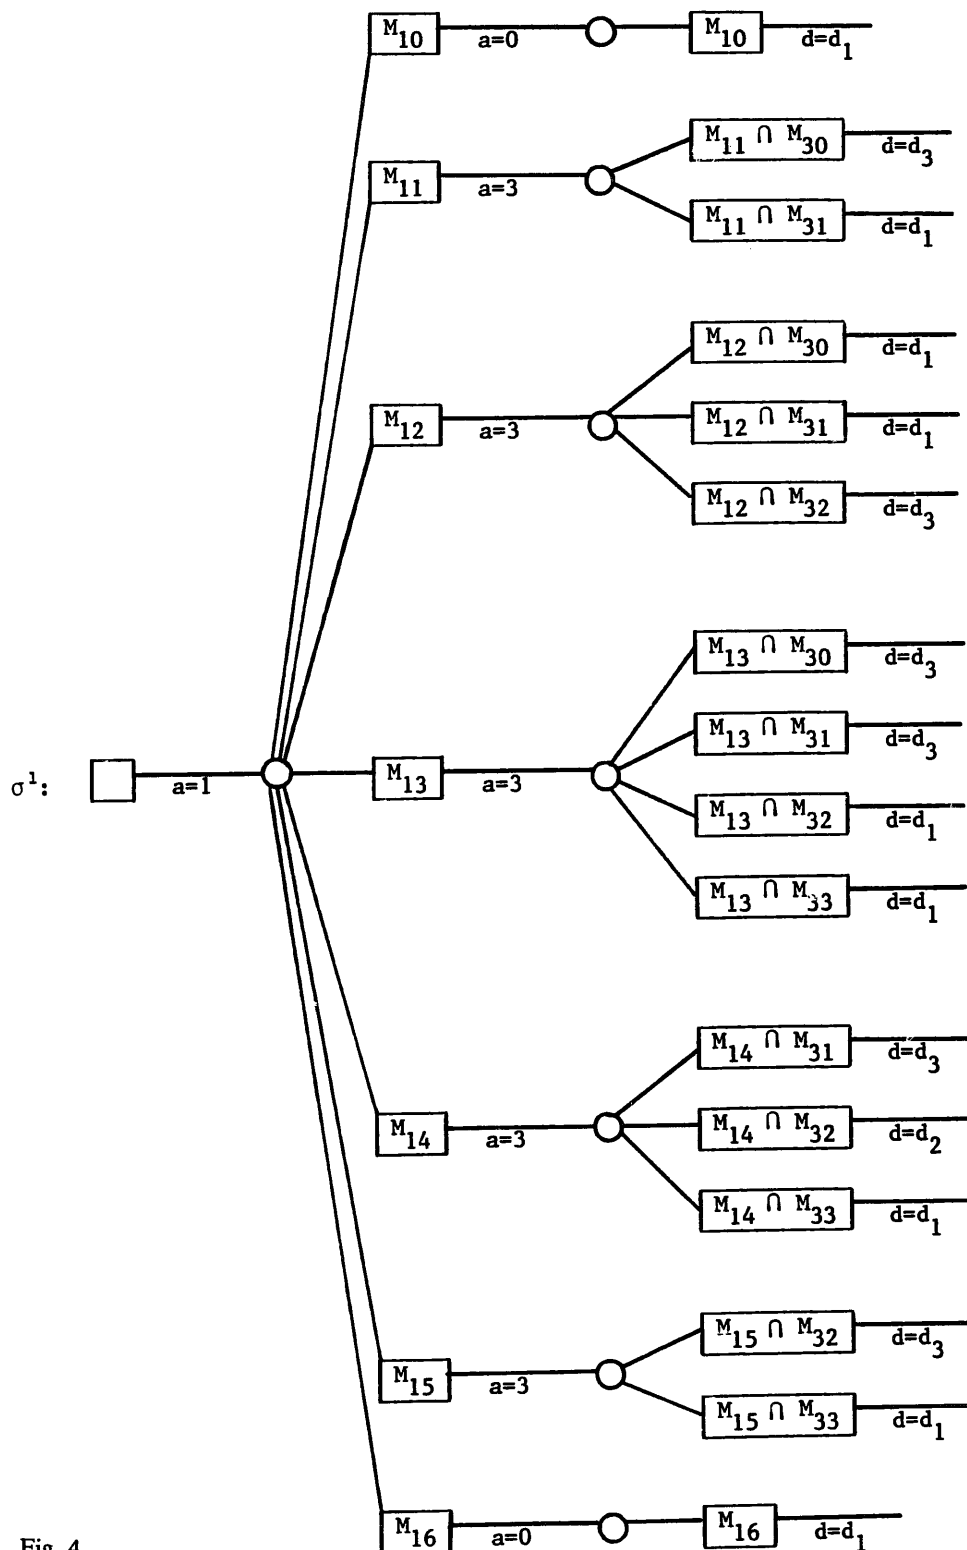 M10 a=0 M10 d=d1
M11 a=3 M11 ∩ M30 d=d3
M11 ∩ M31 d=d1
M12 a=3 M12 ∩ M30 d=d1
M12 ∩ M31 d=d1
M12 ∩ M32 d=d3
M13 ∩ M30 d=d3
M13 ∩ M31 d=d3
σ¹: a=1 M13 a=3
M13 ∩ M32 d=d1
M13 ∩ M33 d=d1
M14 ∩ M31 d=d3
M14 a=3 M14 ∩ M32 d=d2
M14 ∩ M33 d=d1
M15 ∩ M32 d=d3
M15 a=3
M15 ∩ M33 d=d1
M16 a=0 M16 d=d1
Fig. 4